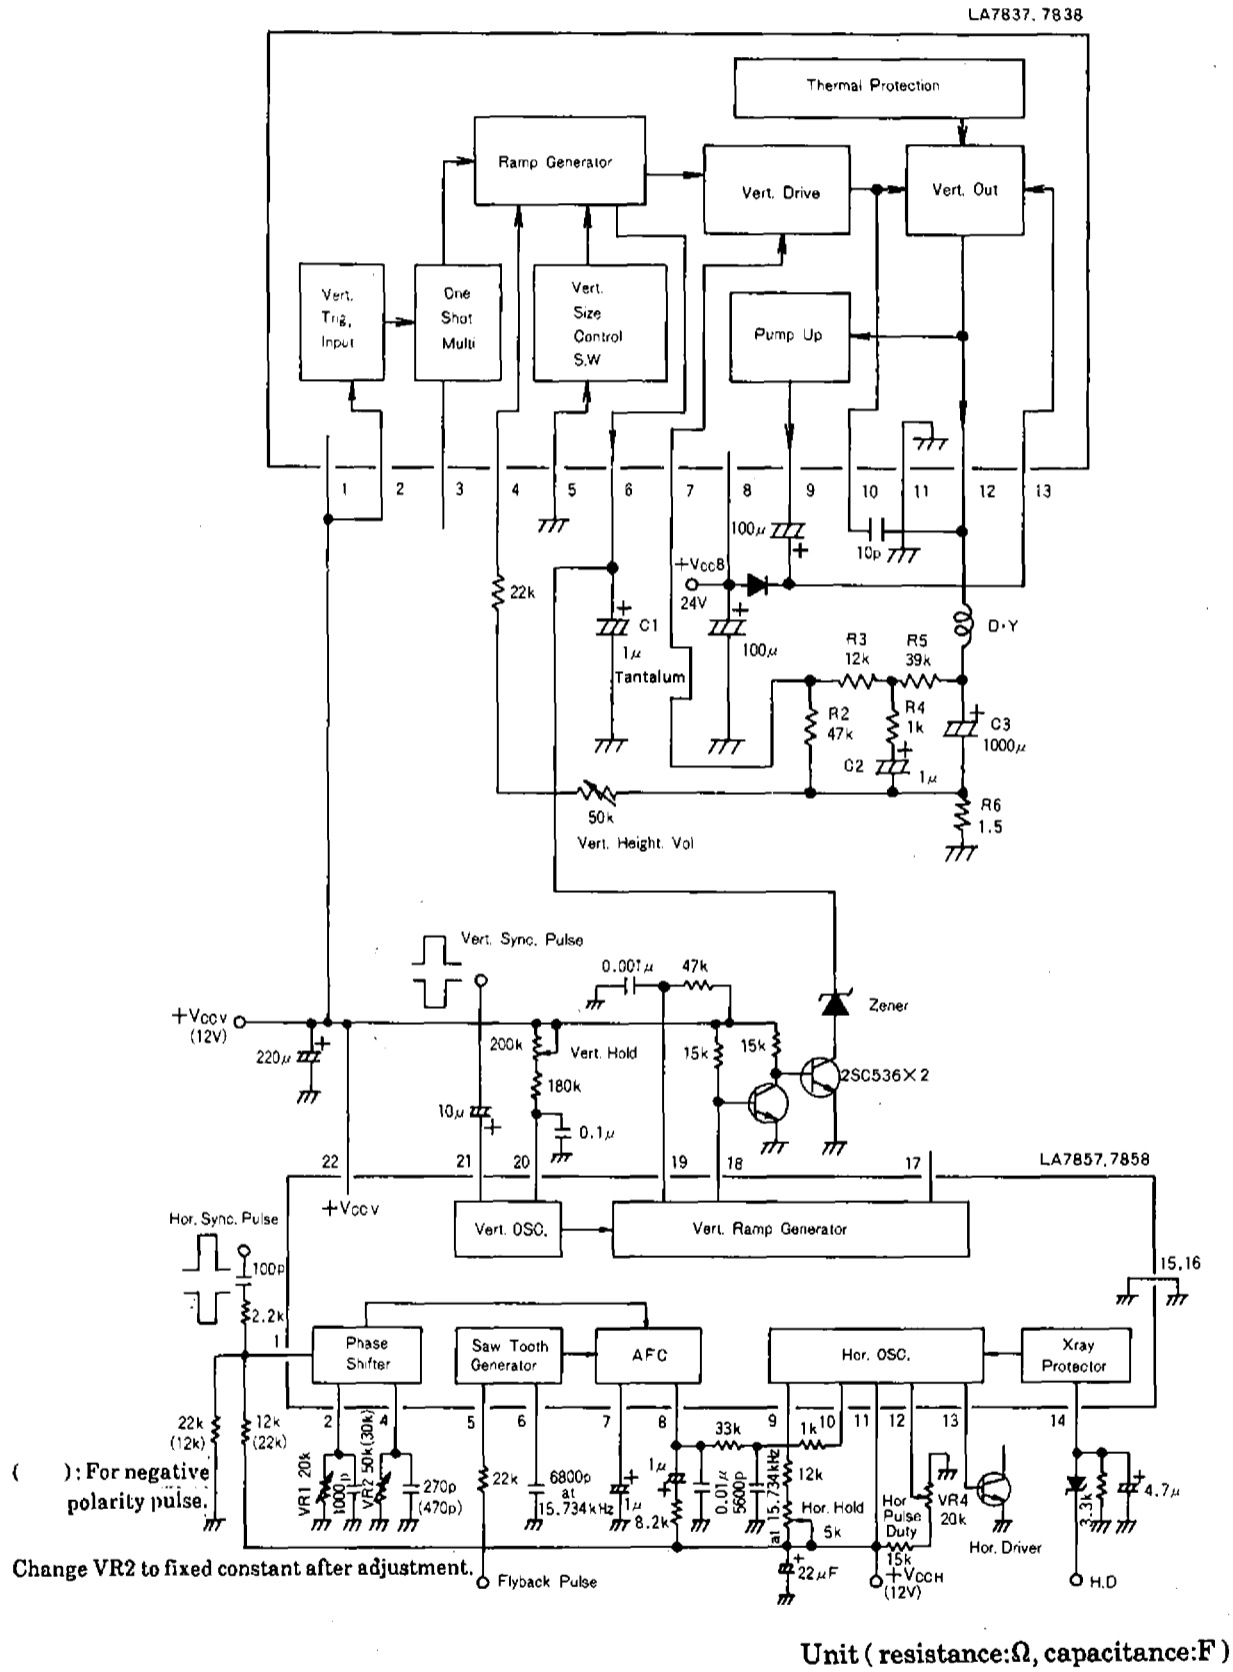 LA7837, 7838
Thermal Protection
Ramp Generator
Vert. Drive
Vert. Out
Vert.
Trig.
Input
One
Shot
Multi
Vert.
Size
Control
S.W
Pump Up
1 2 3 4 5 6 7 8 9 10 11 12 13
100μ
10p
+Vcc8
24V
22k
C1
1μ
Tantalum
100μ
D·Y
R3
12k
R5
39k
R2
47k
R4
1k
C2
1μ
C3
1000μ
R6
1.5
50k
Vert. Height. Vol
Vert. Sync. Pulse
0.001μ
47k
Zener
+Vccv
(12V)
220μ
200k
Vert. Hold
15k
15k
2SC536×2
180k
10μ
0.1μ
22 21 20 19 18 17
LA7857, 7858
+Vccv
Vert. OSC.
Vert. Ramp Generator
Hor. Sync. Pulse
100p
2.2k
15,16
1
Phase
Shifter
Saw Tooth
Generator
AFC
Hor. OSC.
Xray
Protector
2 4 5 6 7 8 9 10 11 12 13 14
22k
(12k)
12k
(22k)
VR1 20k
1000p
VR2 50k(30k)
270p
(470p)
22k
6800p
at
15.734kHz
1μ
1μ
8.2k
33k
0.01μ
5600p
at 15.734kHz
1k
12k
Hor. Hold
5k
Hor
Pulse
Duty
VR4
20k
15k
Hor. Driver
3.3k
4.7μ
( ): For negative
polarity pulse.
Change VR2 to fixed constant after adjustment.
Flyback Pulse
22μF
+VccH
(12V)
H.D
Unit ( resistance:Ω, capacitance:F )